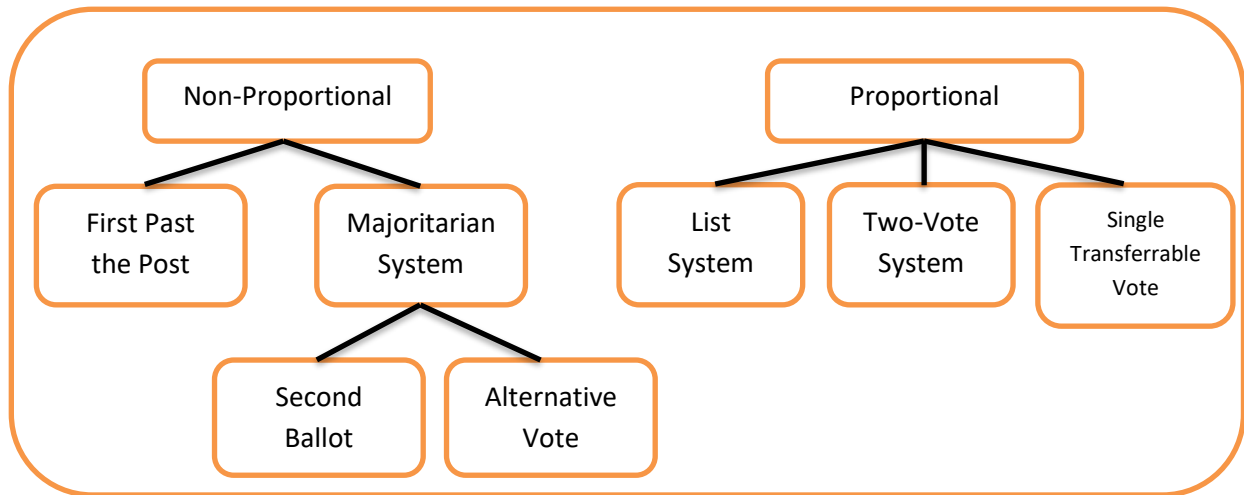 Non-Proportional
Proportional
First Past
the Post
Majoritarian
System
List
System
Two-Vote
System
Single
Transferrable
Vote
Second
Ballot
Alternative
Vote